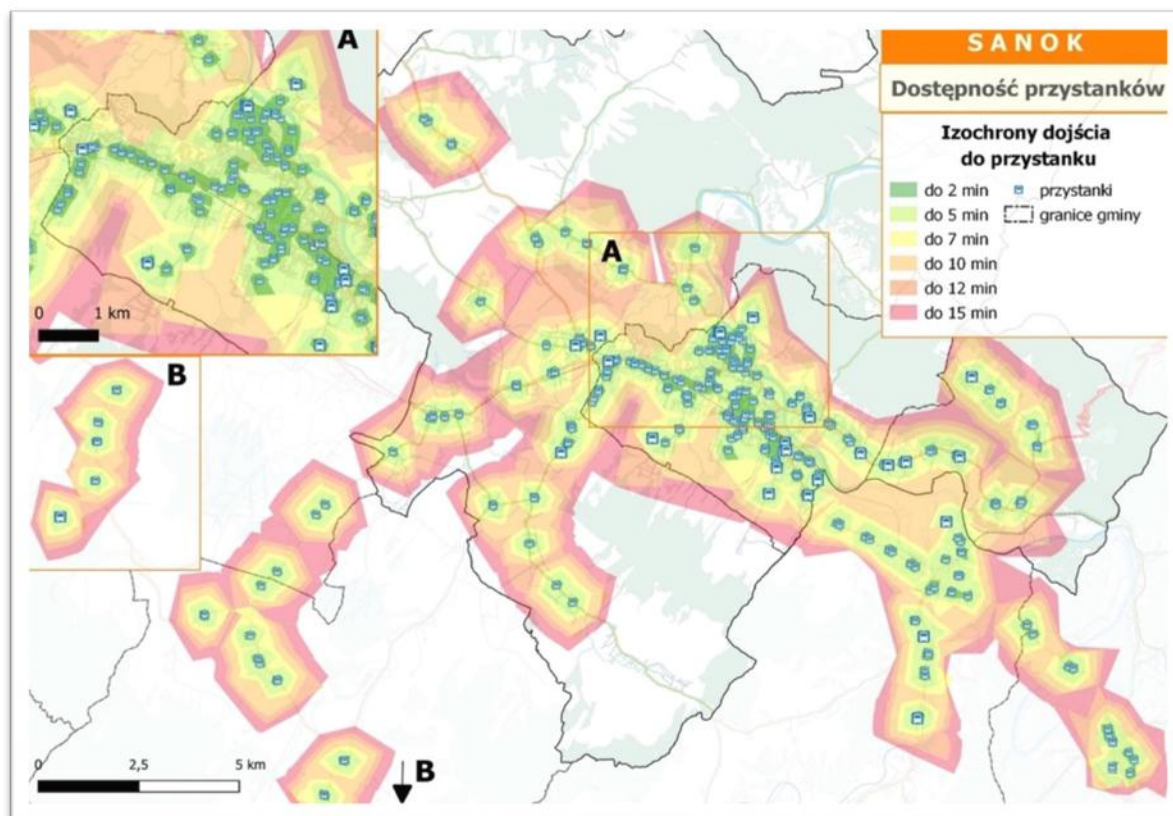 A
SANOK
Dostępność przystanków
Izochrony dojścia
do przystanku
do 2 min
przystanki
do 5 min
granice gminy
do 7 min
do 10 min
do 12 min
do 15 min
0 1 km
A
B
0 2,5 5 km
B